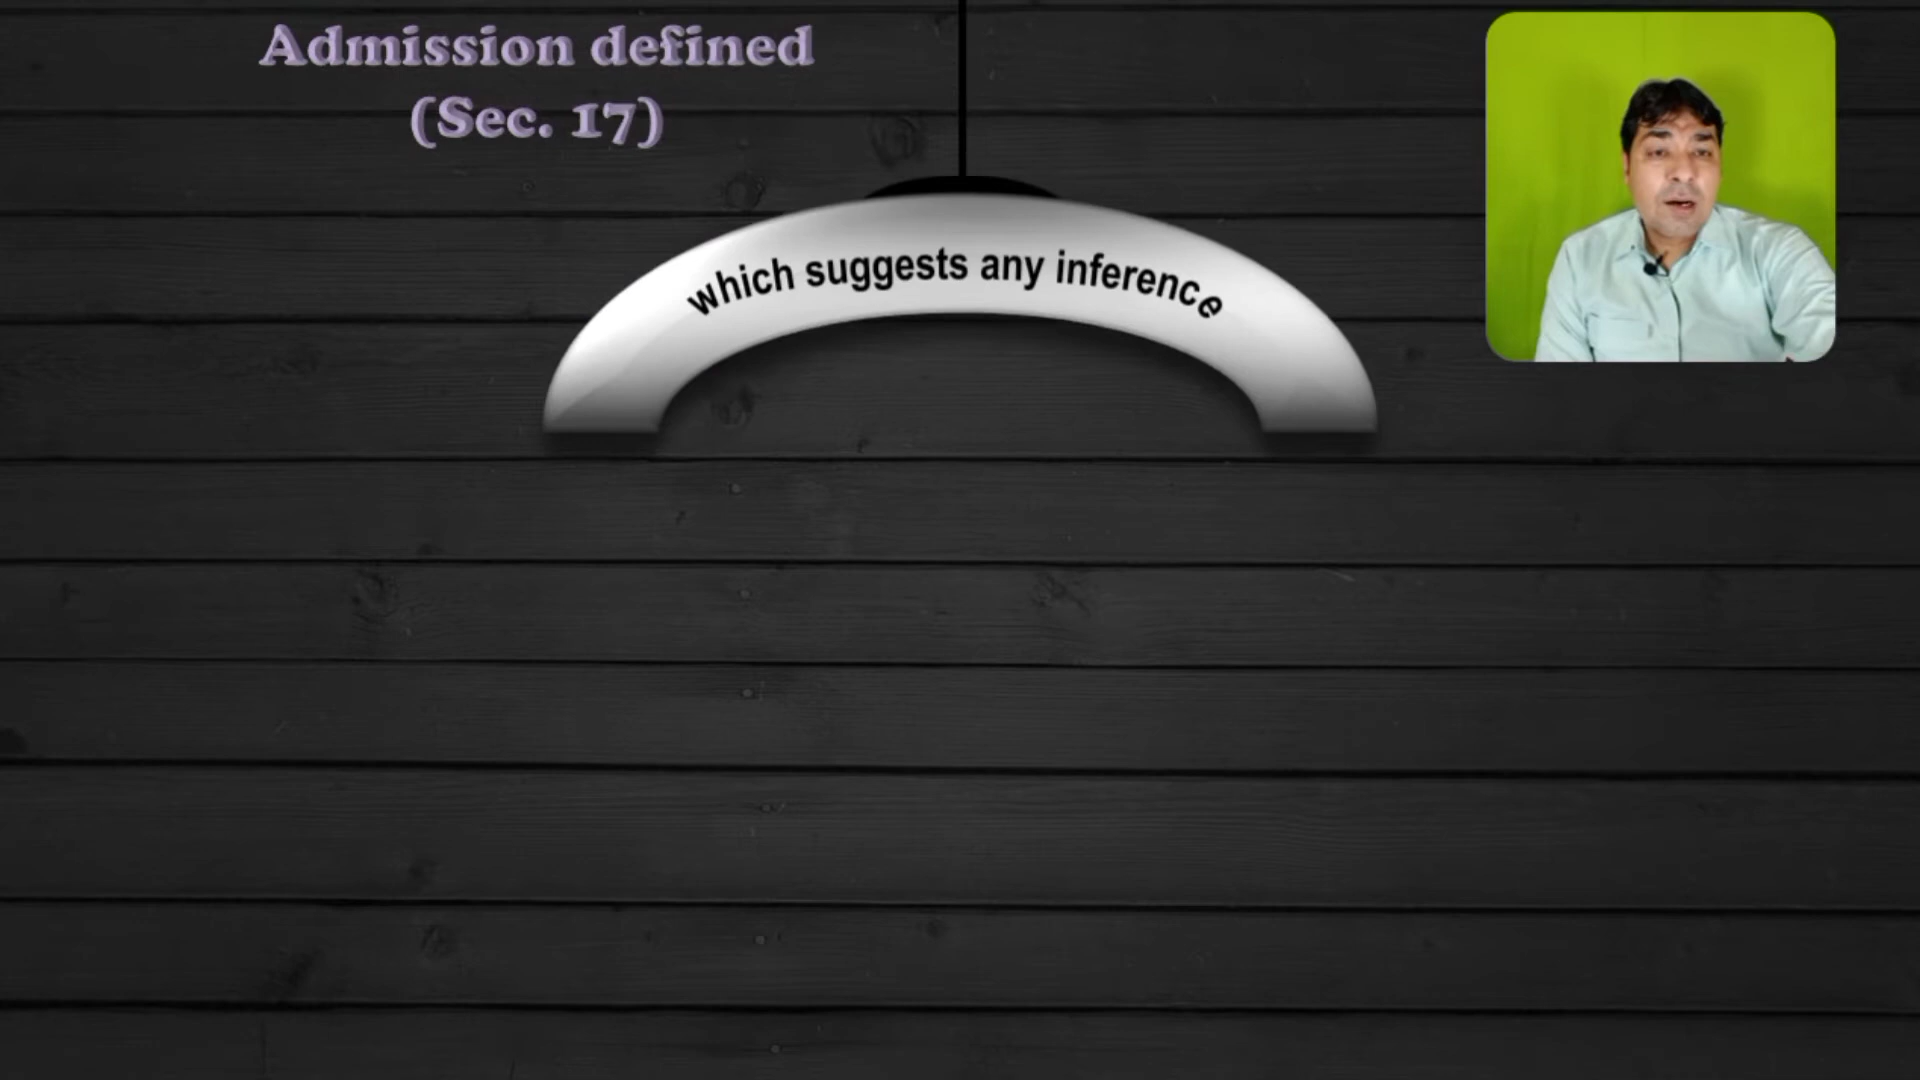 Admission defined
(Sec. 17)
which suggests any inference